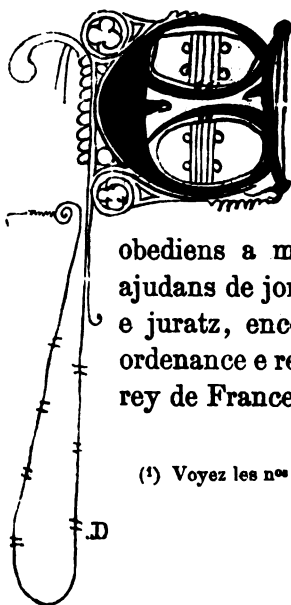 E
obediens a m
ajudans de jor
e juratz, enc
ordenance e re
rey de France
(¹) Voyez les nᵒˢ
.D